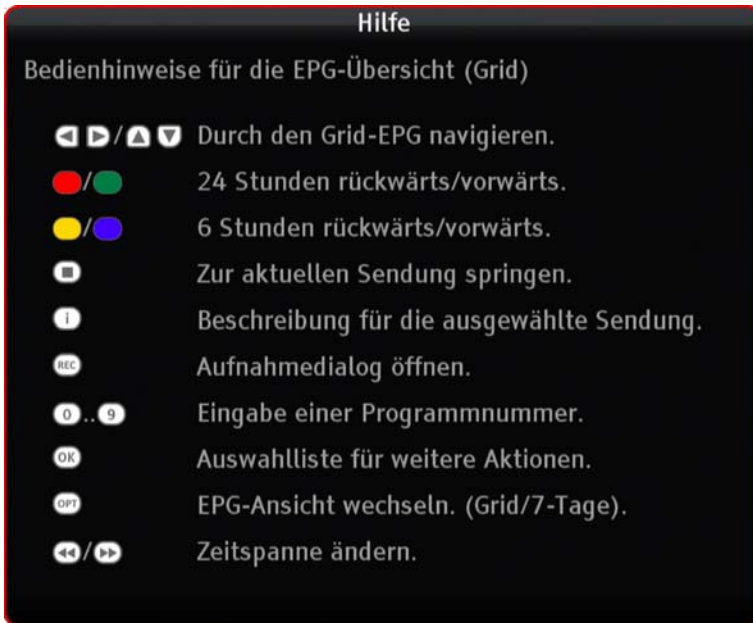 Hilfe
Bedienhinweise für die EPG-Übersicht (Grid)
/ Durch den Grid-EPG navigieren.
/ 24 Stunden rückwärts/vorwärts.
/ 6 Stunden rückwärts/vorwärts.
Zur aktuellen Sendung springen.
i Beschreibung für die ausgewählte Sendung.
REC Aufnahmedialog öffnen.
0..9 Eingabe einer Programmnummer.
OK Auswahlliste für weitere Aktionen.
OPT EPG-Ansicht wechseln. (Grid/7-Tage).
/ Zeitspanne ändern.